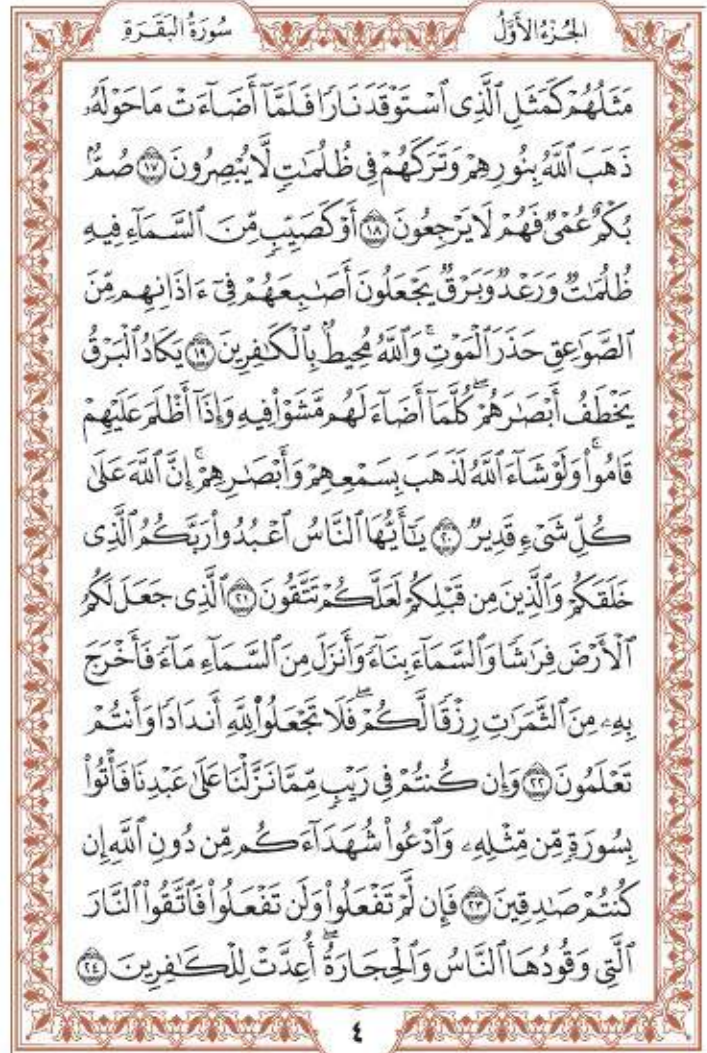 الجُزْءُ الأَوَّلُ
سُورَةُ البَقَرَةِ
مَثَلُهُمْ كَمَثَلِ ٱلَّذِى ٱسْتَوْقَدَ نَارًا فَلَمَّآ أَضَآءَتْ مَا حَوْلَهُۥ
ذَهَبَ ٱللَّهُ بِنُورِهِمْ وَتَرَكَهُمْ فِى ظُلُمَٰتٍ لَّا يُبْصِرُونَ ١٧ صُمٌّۢ
بُكْمٌ عُمْىٌ فَهُمْ لَا يَرْجِعُونَ ١٨ أَوْ كَصَيِّبٍ مِّنَ ٱلسَّمَآءِ فِيهِ
ظُلُمَٰتٌ وَرَعْدٌ وَبَرْقٌ يَجْعَلُونَ أَصَٰبِعَهُمْ فِىٓ ءَاذَانِهِم مِّنَ
ٱلصَّوَٰعِقِ حَذَرَ ٱلْمَوْتِ ۚ وَٱللَّهُ مُحِيطٌۢ بِٱلْكَٰفِرِينَ ١٩ يَكَادُ ٱلْبَرْقُ
يَخْطَفُ أَبْصَٰرَهُمْ ۖ كُلَّمَآ أَضَآءَ لَهُم مَّشَوْا۟ فِيهِ وَإِذَآ أَظْلَمَ عَلَيْهِمْ
قَامُوا۟ ۚ وَلَوْ شَآءَ ٱللَّهُ لَذَهَبَ بِسَمْعِهِمْ وَأَبْصَٰرِهِمْ ۚ إِنَّ ٱللَّهَ عَلَىٰ
كُلِّ شَىْءٍ قَدِيرٌ ٢٠ يَٰٓأَيُّهَا ٱلنَّاسُ ٱعْبُدُوا۟ رَبَّكُمُ ٱلَّذِى
خَلَقَكُمْ وَٱلَّذِينَ مِن قَبْلِكُمْ لَعَلَّكُمْ تَتَّقُونَ ٢١ ٱلَّذِى جَعَلَ لَكُمُ
ٱلْأَرْضَ فِرَٰشًا وَٱلسَّمَآءَ بِنَآءً وَأَنزَلَ مِنَ ٱلسَّمَآءِ مَآءً فَأَخْرَجَ
بِهِۦ مِنَ ٱلثَّمَرَٰتِ رِزْقًا لَّكُمْ ۖ فَلَا تَجْعَلُوا۟ لِلَّهِ أَندَادًا وَأَنتُمْ
تَعْلَمُونَ ٢٢ وَإِن كُنتُمْ فِى رَيْبٍ مِّمَّا نَزَّلْنَا عَلَىٰ عَبْدِنَا فَأْتُوا۟
بِسُورَةٍ مِّن مِّثْلِهِۦ وَٱدْعُوا۟ شُهَدَآءَكُم مِّن دُونِ ٱللَّهِ إِن
كُنتُمْ صَٰدِقِينَ ٢٣ فَإِن لَّمْ تَفْعَلُوا۟ وَلَن تَفْعَلُوا۟ فَٱتَّقُوا۟ ٱلنَّارَ
ٱلَّتِى وَقُودُهَا ٱلنَّاسُ وَٱلْحِجَارَةُ ۖ أُعِدَّتْ لِلْكَٰفِرِينَ ٢٤
٤